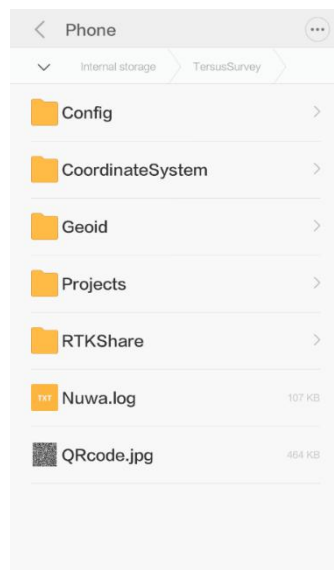 Phone
Internal storage TersusSurvey
Config
CoordinateSystem
Geoid
Projects
RTKShare
TXT Nuwa.log 107 KB
QRcode.jpg 464 KB